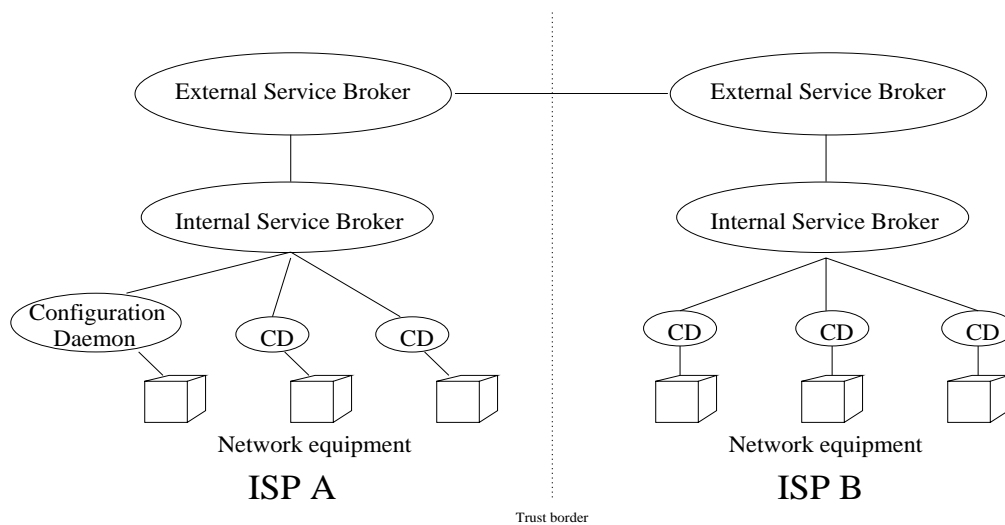 External Service Broker
External Service Broker
Internal Service Broker
Internal Service Broker
Configuration
Daemon
CD
CD
CD
CD
CD
Network equipment
Network equipment
ISP A
ISP B
Trust border